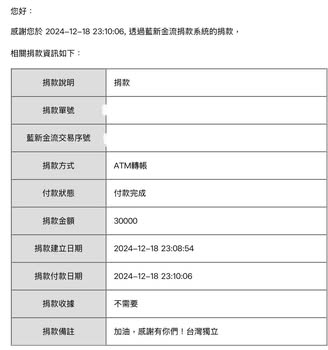 您好：
感謝您於 2024-12-18 23:10:06, 透過藍新金流捐款系統的捐款，
相關捐款資訊如下：
捐款說明 捐款
捐款單號
藍新金流交易序號
捐款方式 ATM轉帳
付款狀態 付款完成
捐款金額 30000
捐款建立日期 2024-12-18 23:08:54
捐款付款日期 2024-12-18 23:10:06
捐款收據 不需要
捐款備註 加油，感謝有你們！台灣獨立